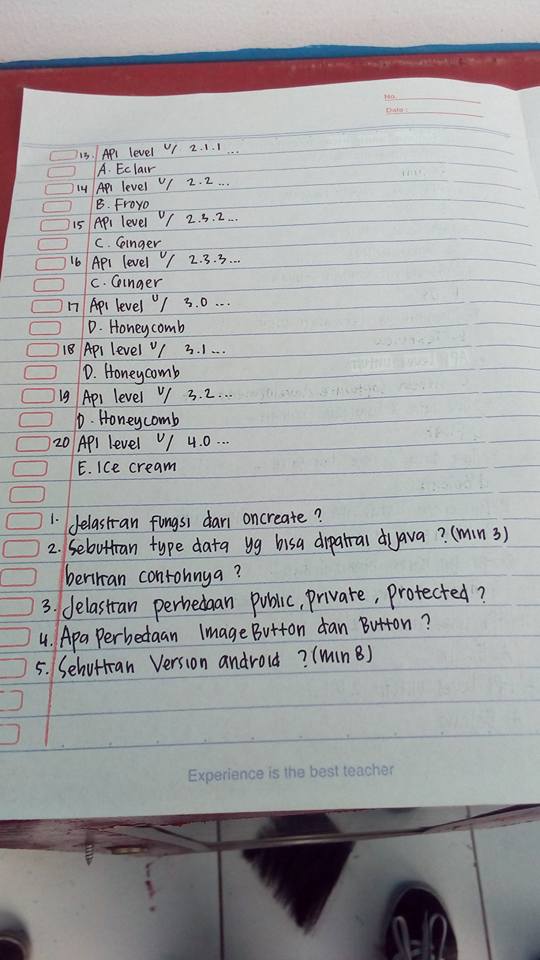 No.
Date :
13. API level U/ 2.1.1 ...
A. Eclair
14 API level U/ 2.2 ...
B. Froyo
15 API level U/ 2.3.2...
C. Ginger
16 API level U/ 2.3.3...
C. Ginger
17 API level U/ 3.0 ...
D. Honeycomb
18 API level U/ 3.1 ...
D. Honeycomb
19 API level U/ 3.2 ...
D. Honeycomb
20 API level U/ 4.0 ...
E. Ice cream
1. Jelaskan fungsi dari oncreate ?
2. Sebutkan type data yg bisa dipakai dijava ? (min 3)
berikan contohnya ?
3. Jelaskan perbedaan public, private, protected ?
4. Apa perbedaan Image Button dan Button ?
5. Sebutkan Version android ? (min 8)
Experience is the best teacher